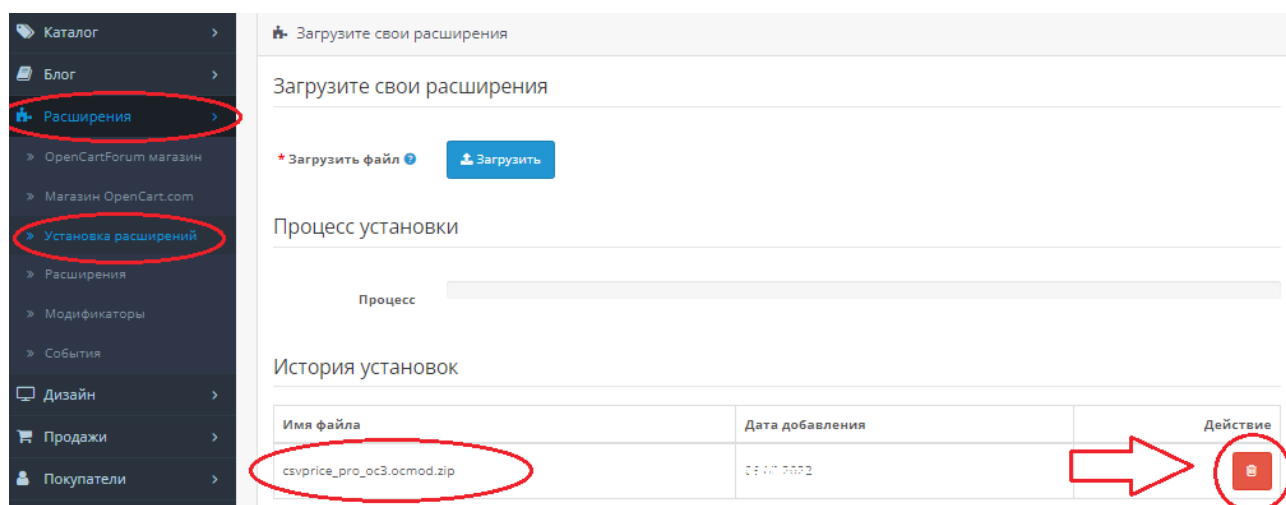 Каталог
Загрузите свои расширения
Блог
Загрузите свои расширения
Расширения
OpenCartForum магазин
* Загрузить файл
Загрузить
Магазин OpenCart.com
Процесс установки
Установка расширений
Расширения
Процесс
Модификаторы
События
История установок
Дизайн
Имя файла Дата добавления Действие
Продажи
csvprice_pro_oc3.ocmod.zip
Покупатели